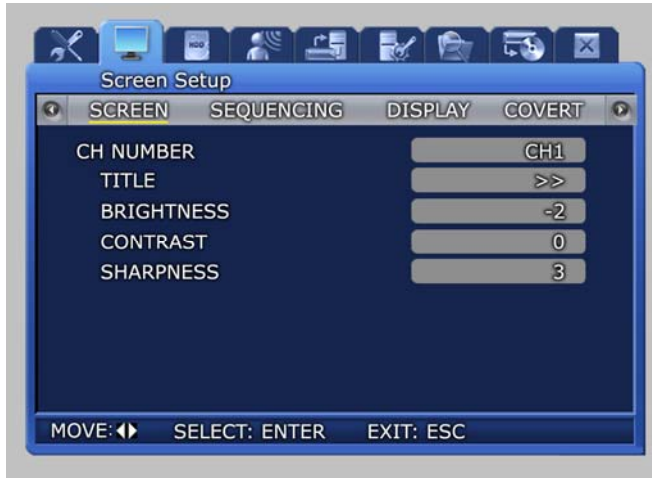 HDD
Screen Setup
SCREEN SEQUENCING DISPLAY COVERT
CH NUMBER CH1
TITLE >>
BRIGHTNESS -2
CONTRAST 0
SHARPNESS 3
MOVE: SELECT: ENTER EXIT: ESC